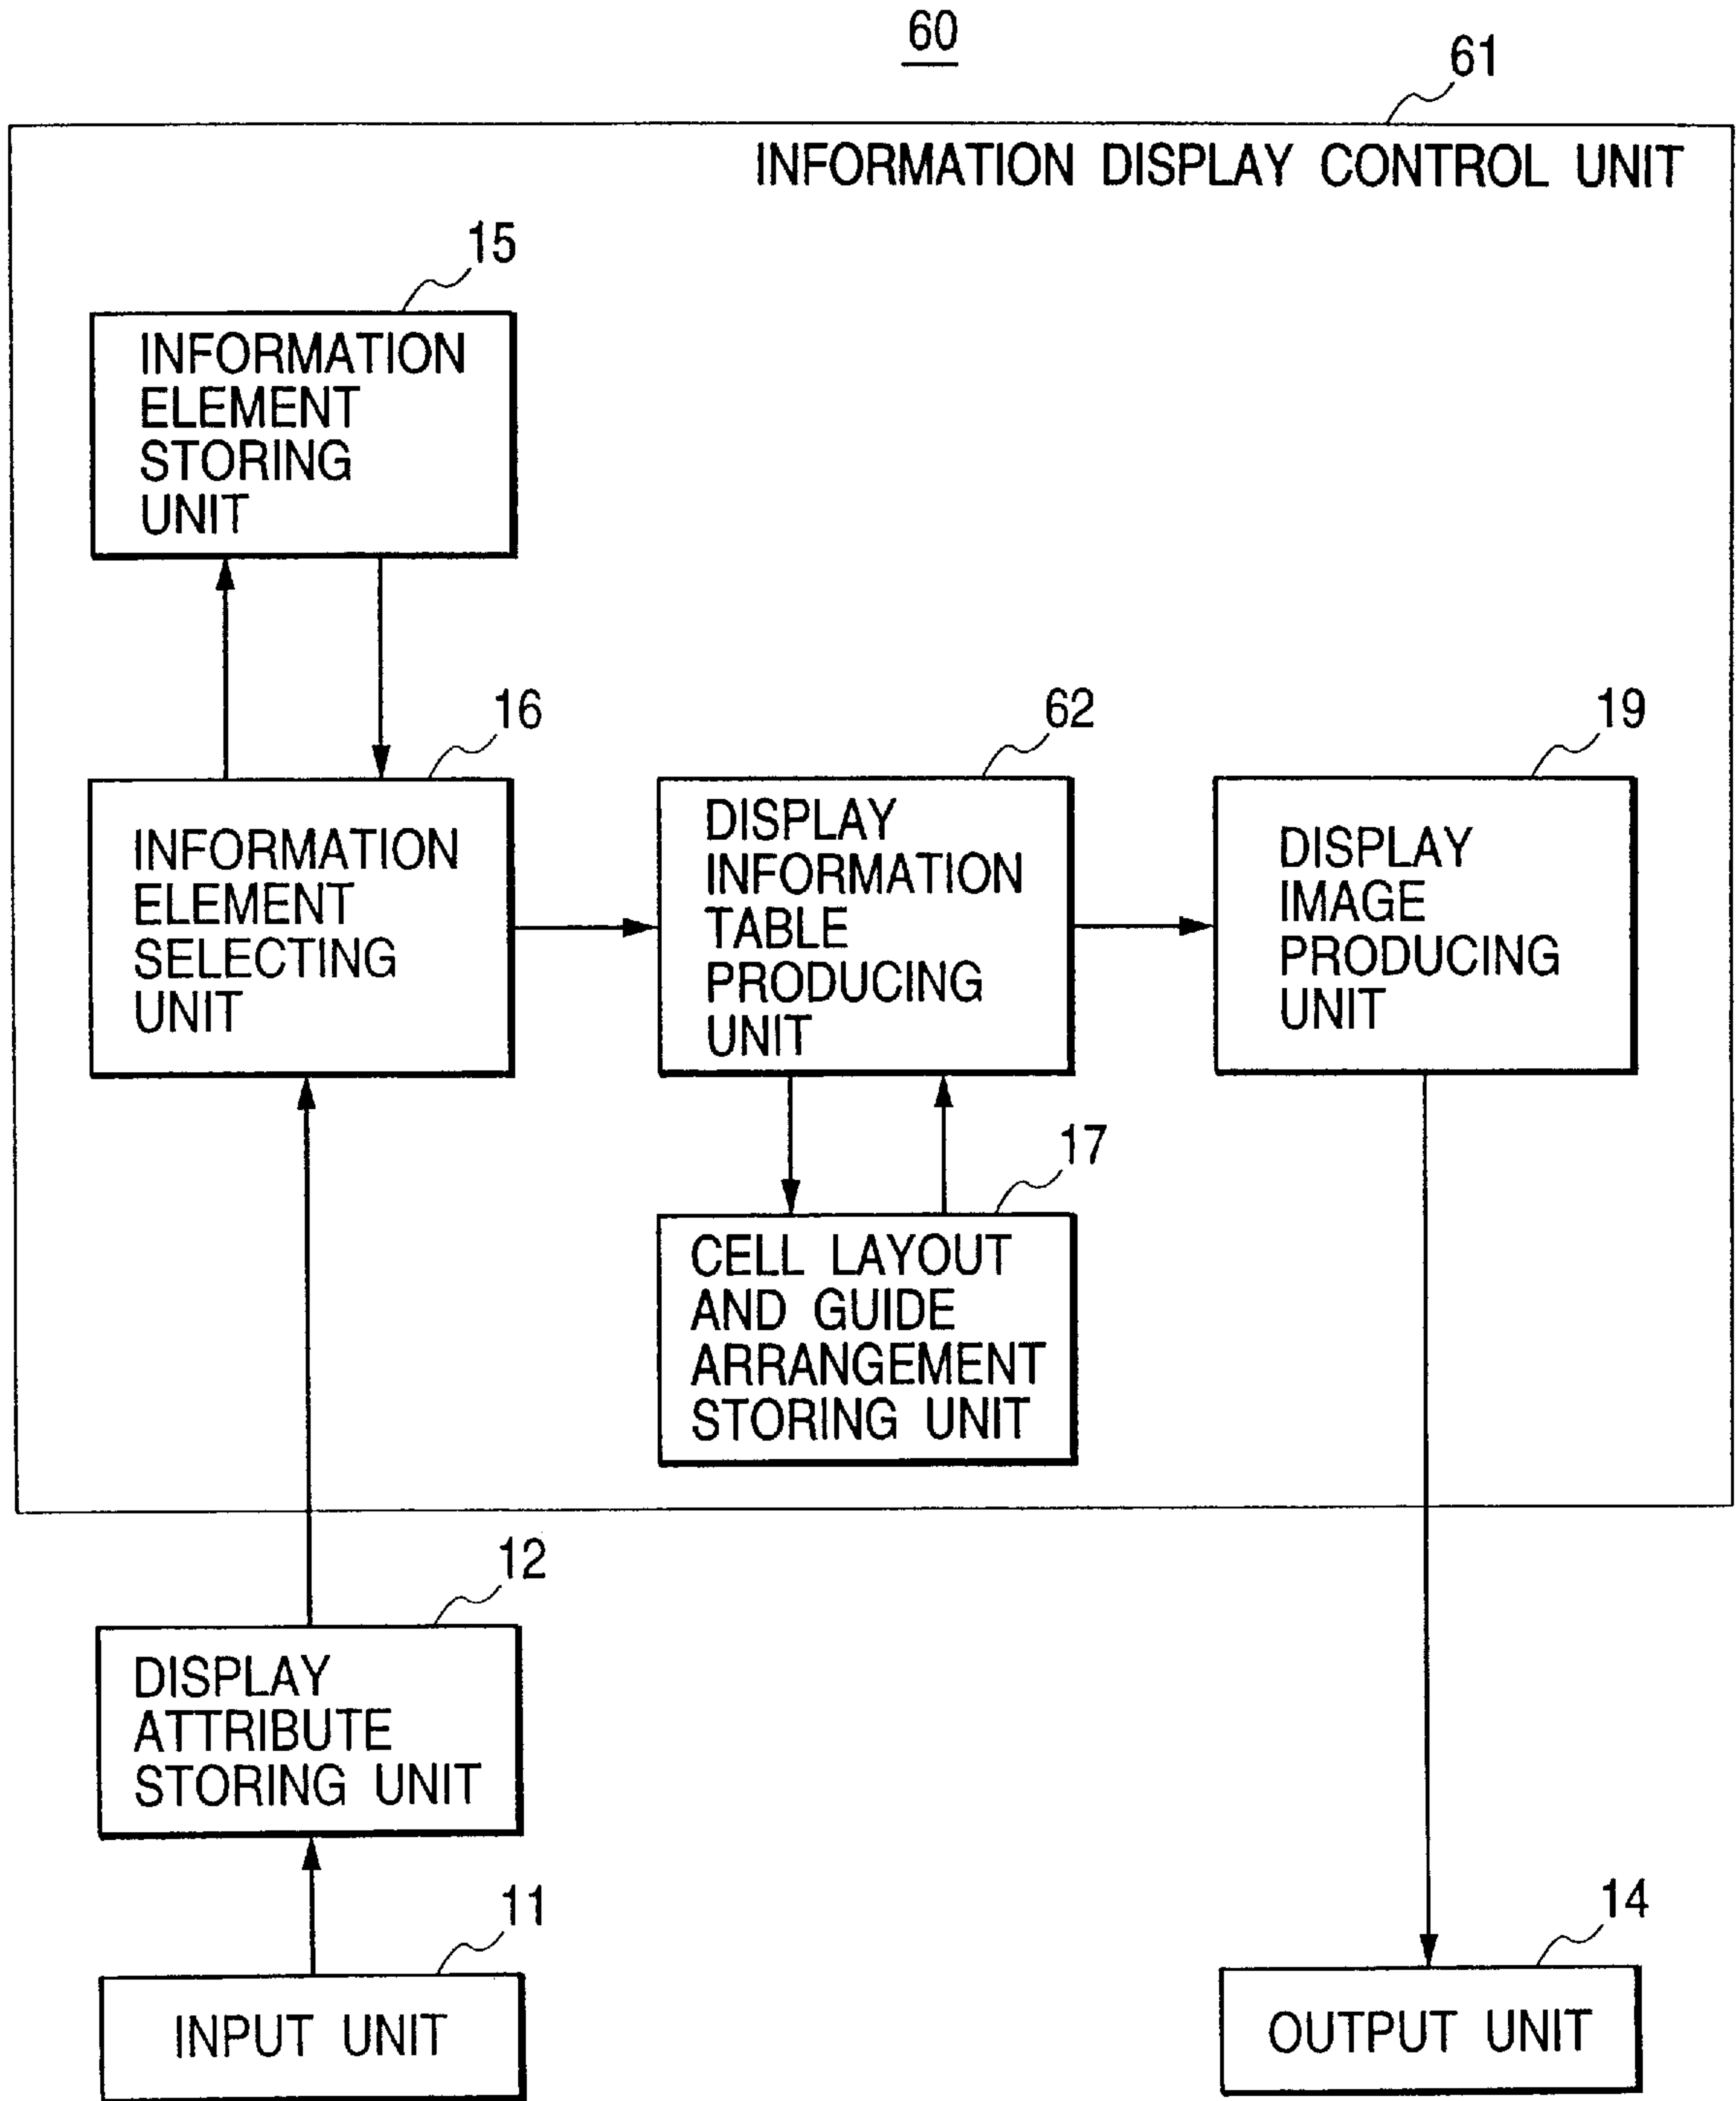 60
61
INFORMATION DISPLAY CONTROL UNIT
15
INFORMATION
ELEMENT
STORING
UNIT
16
INFORMATION
ELEMENT
SELECTING
UNIT
62
DISPLAY
INFORMATION
TABLE
PRODUCING
UNIT
19
DISPLAY
IMAGE
PRODUCING
UNIT
17
CELL LAYOUT
AND GUIDE
ARRANGEMENT
STORING UNIT
12
DISPLAY
ATTRIBUTE
STORING UNIT
11
INPUT UNIT
14
OUTPUT UNIT